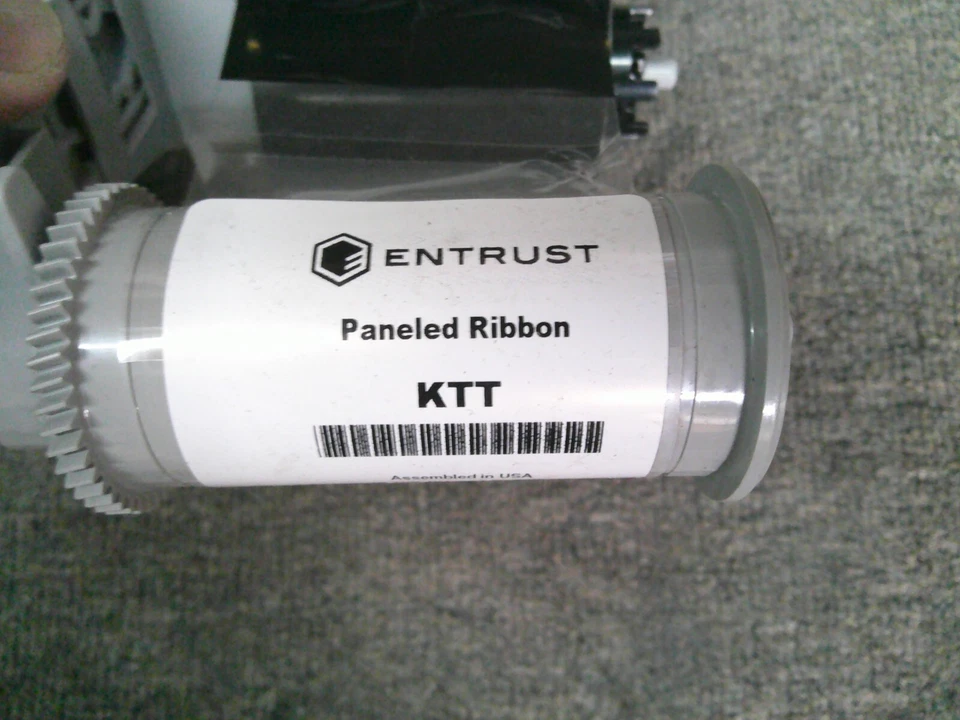 ENTRUST
Paneled Ribbon
KTT
Assembled in USA